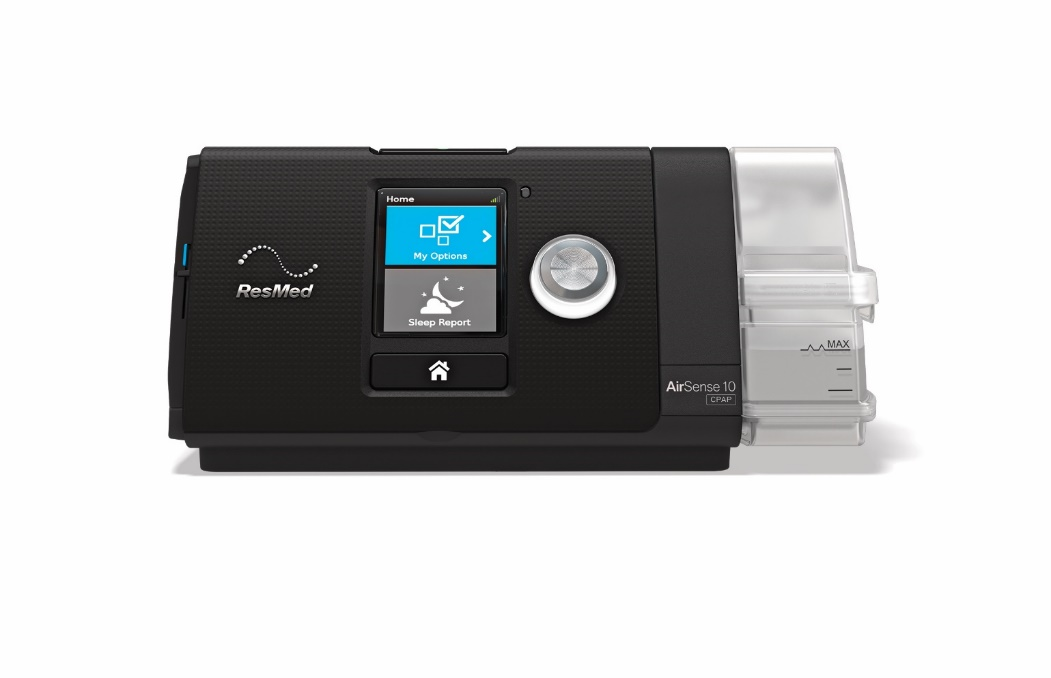 Home
My Options
Sleep Report
ResMed
MAX
AirSense 10
CPAP